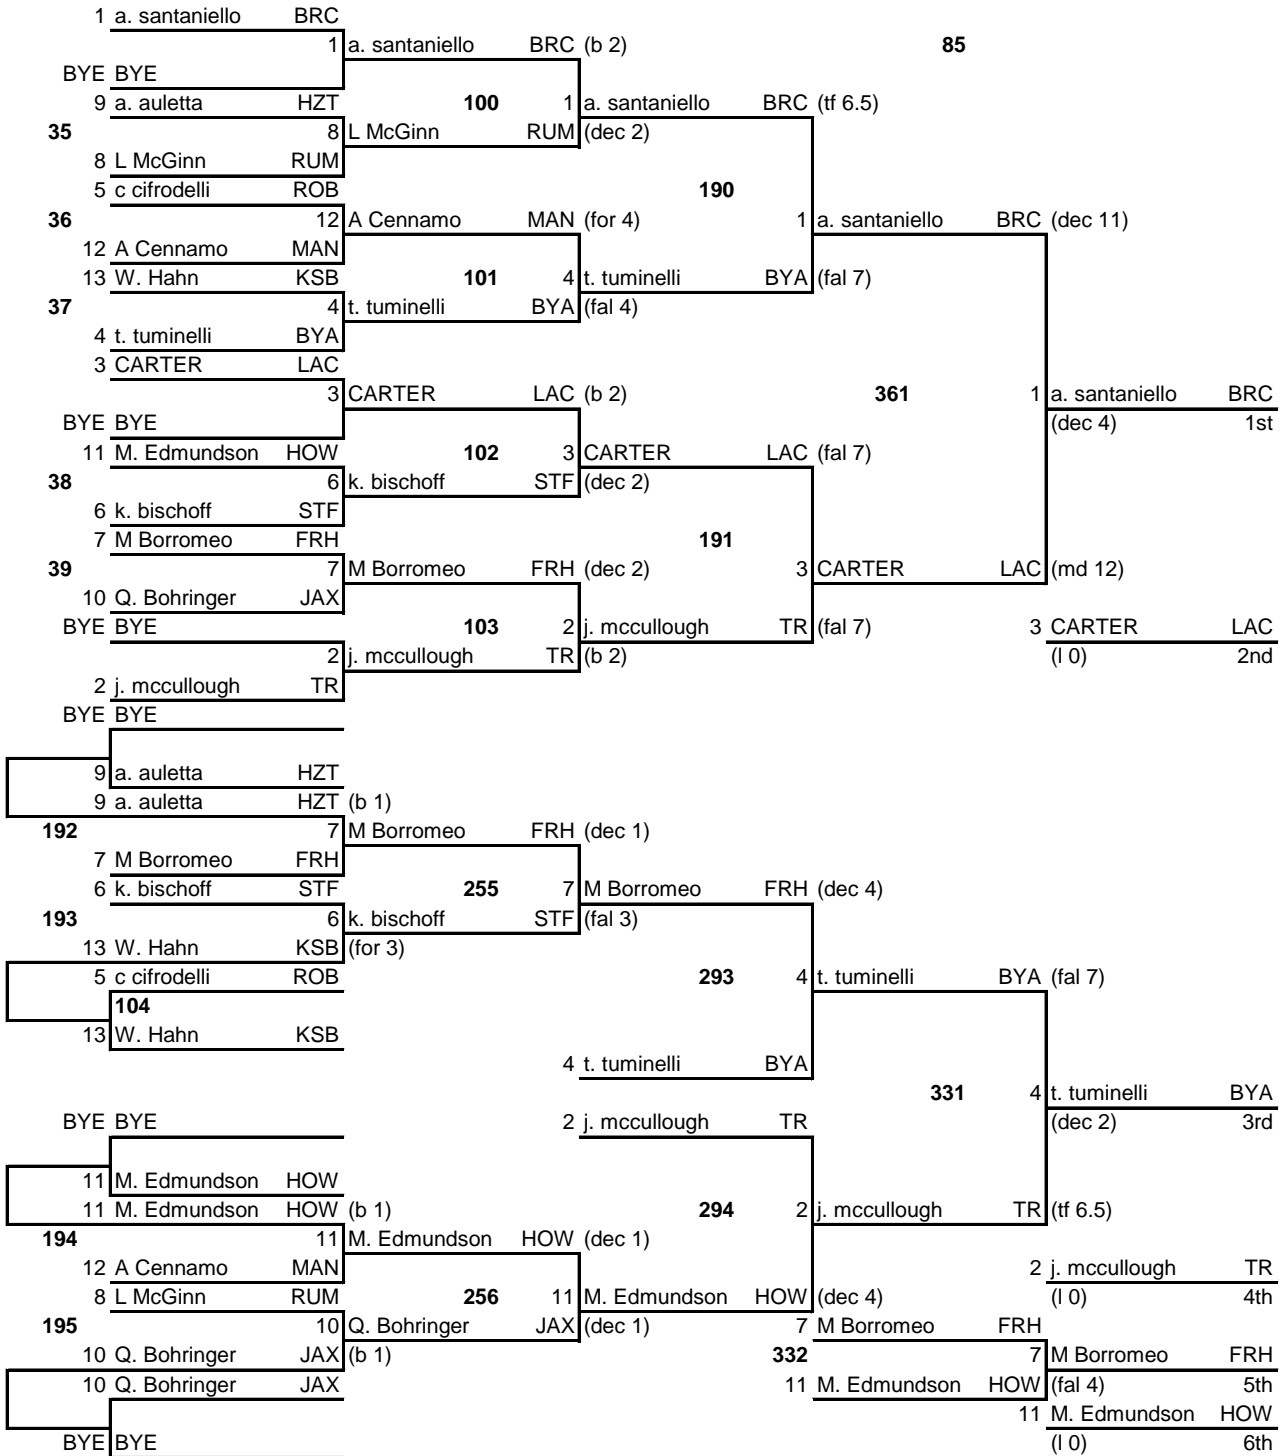 1 a. santaniello BRC
1 a. santaniello BRC (b 2) 85
BYE BYE
9 a. auletta HZT 100 1 a. santaniello BRC (tf 6.5)
35 8 L McGinn RUM (dec 2)
8 L McGinn RUM
5 c cifrodelli ROB 190
36 12 A Cennamo MAN (for 4) 1 a. santaniello BRC (dec 11)
12 A Cennamo MAN
13 W. Hahn KSB 101 4 t. tuminelli BYA (fal 7)
37 4 t. tuminelli BYA (fal 4)
4 t. tuminelli BYA
3 CARTER LAC
3 CARTER LAC (b 2) 361 1 a. santaniello BRC
BYE BYE (dec 4) 1st
11 M. Edmundson HOW 102 3 CARTER LAC (fal 7)
38 6 k. bischoff STF (dec 2)
6 k. bischoff STF
7 M Borromeo FRH 191
39 7 M Borromeo FRH (dec 2) 3 CARTER LAC (md 12)
10 Q. Bohringer JAX
BYE BYE 103 2 j. mccullough TR (fal 7) 3 CARTER LAC
2 j. mccullough TR (b 2) (l 0) 2nd
2 j. mccullough TR
BYE BYE
9 a. auletta HZT
9 a. auletta HZT (b 1)
192 7 M Borromeo FRH (dec 1)
7 M Borromeo FRH
6 k. bischoff STF 255 7 M Borromeo FRH (dec 4)
193 6 k. bischoff STF (fal 3)
13 W. Hahn KSB (for 3)
5 c cifrodelli ROB 293 4 t. tuminelli BYA (fal 7)
104
13 W. Hahn KSB
4 t. tuminelli BYA
331 4 t. tuminelli BYA
BYE BYE 2 j. mccullough TR (dec 2) 3rd
11 M. Edmundson HOW
11 M. Edmundson HOW (b 1) 294 2 j. mccullough TR (tf 6.5)
194 11 M. Edmundson HOW (dec 1)
12 A Cennamo MAN 2 j. mccullough TR
8 L McGinn RUM 256 11 M. Edmundson HOW (dec 4) (l 0) 4th
195 10 Q. Bohringer JAX (dec 1) 7 M Borromeo FRH
10 Q. Bohringer JAX (b 1) 332 7 M Borromeo FRH
10 Q. Bohringer JAX 11 M. Edmundson HOW (fal 4) 5th
11 M. Edmundson HOW
BYE BYE (l 0) 6th